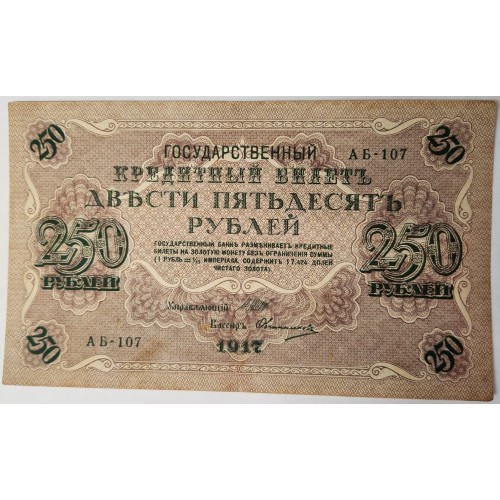 250 250
ГОСУДАРСТВЕННЫЙ АБ-107
КРЕДИТНЫЙ БИЛЕТЪ
ДВѢСТИ ПЯТЬДЕСЯТЪ
РУБЛЕЙ
250 250
РУБЛЕЙ РУБЛЕЙ
ГОСУДАРСТВЕННЫЙ БАНКЪ РАЗМѢНИВАЕТЪ КРЕДИТНЫЕ
БИЛЕТЫ НА ЗОЛОТУЮ МОНЕТУ БЕЗЪ ОГРАНИЧЕНІЯ СУММЫ
(1 РУБЛЬ = 1/15 ИМПЕРІАЛА, СОДЕРЖИТЪ 17,424 ДОЛЕЙ
ЧИСТАГО ЗОЛОТА).
Управляющій
Кассиръ
АБ-107 1917
250 250